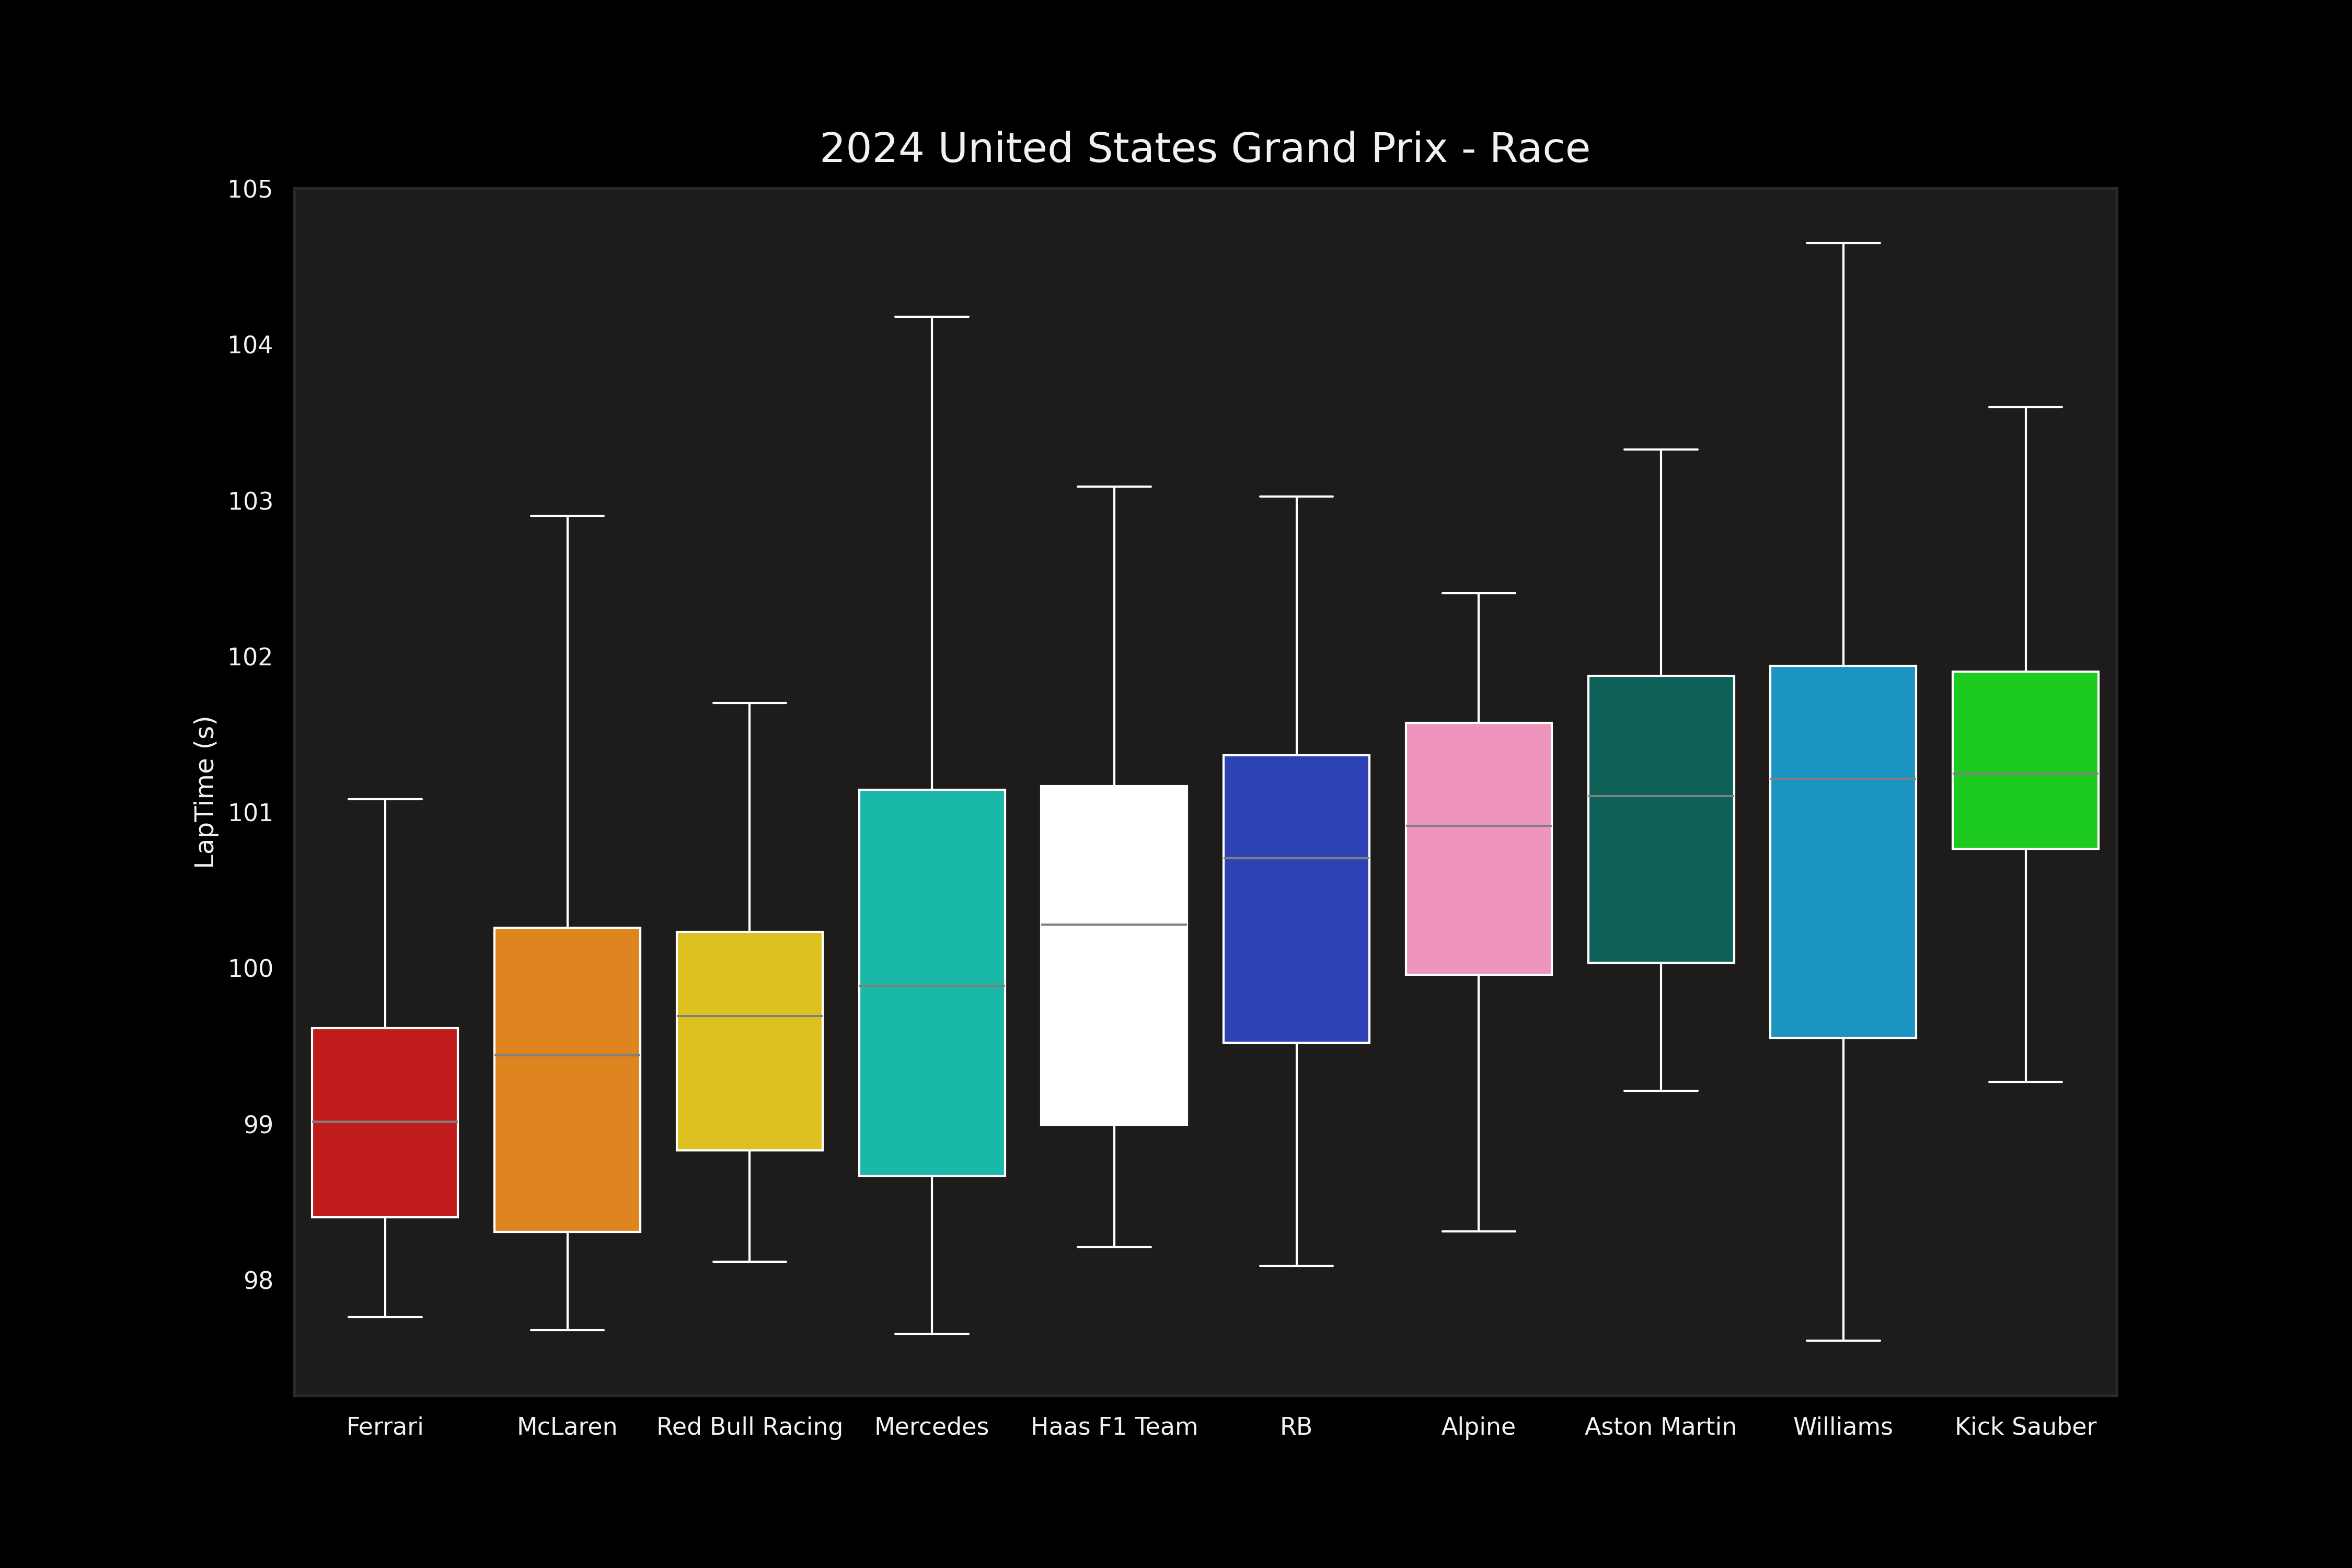 2024 United States Grand Prix - Race
105
104
103
102
101
100
99
98
LapTime (s)
Ferrari McLaren Red Bull Racing Mercedes Haas F1 Team RB Alpine Aston Martin Williams Kick Sauber